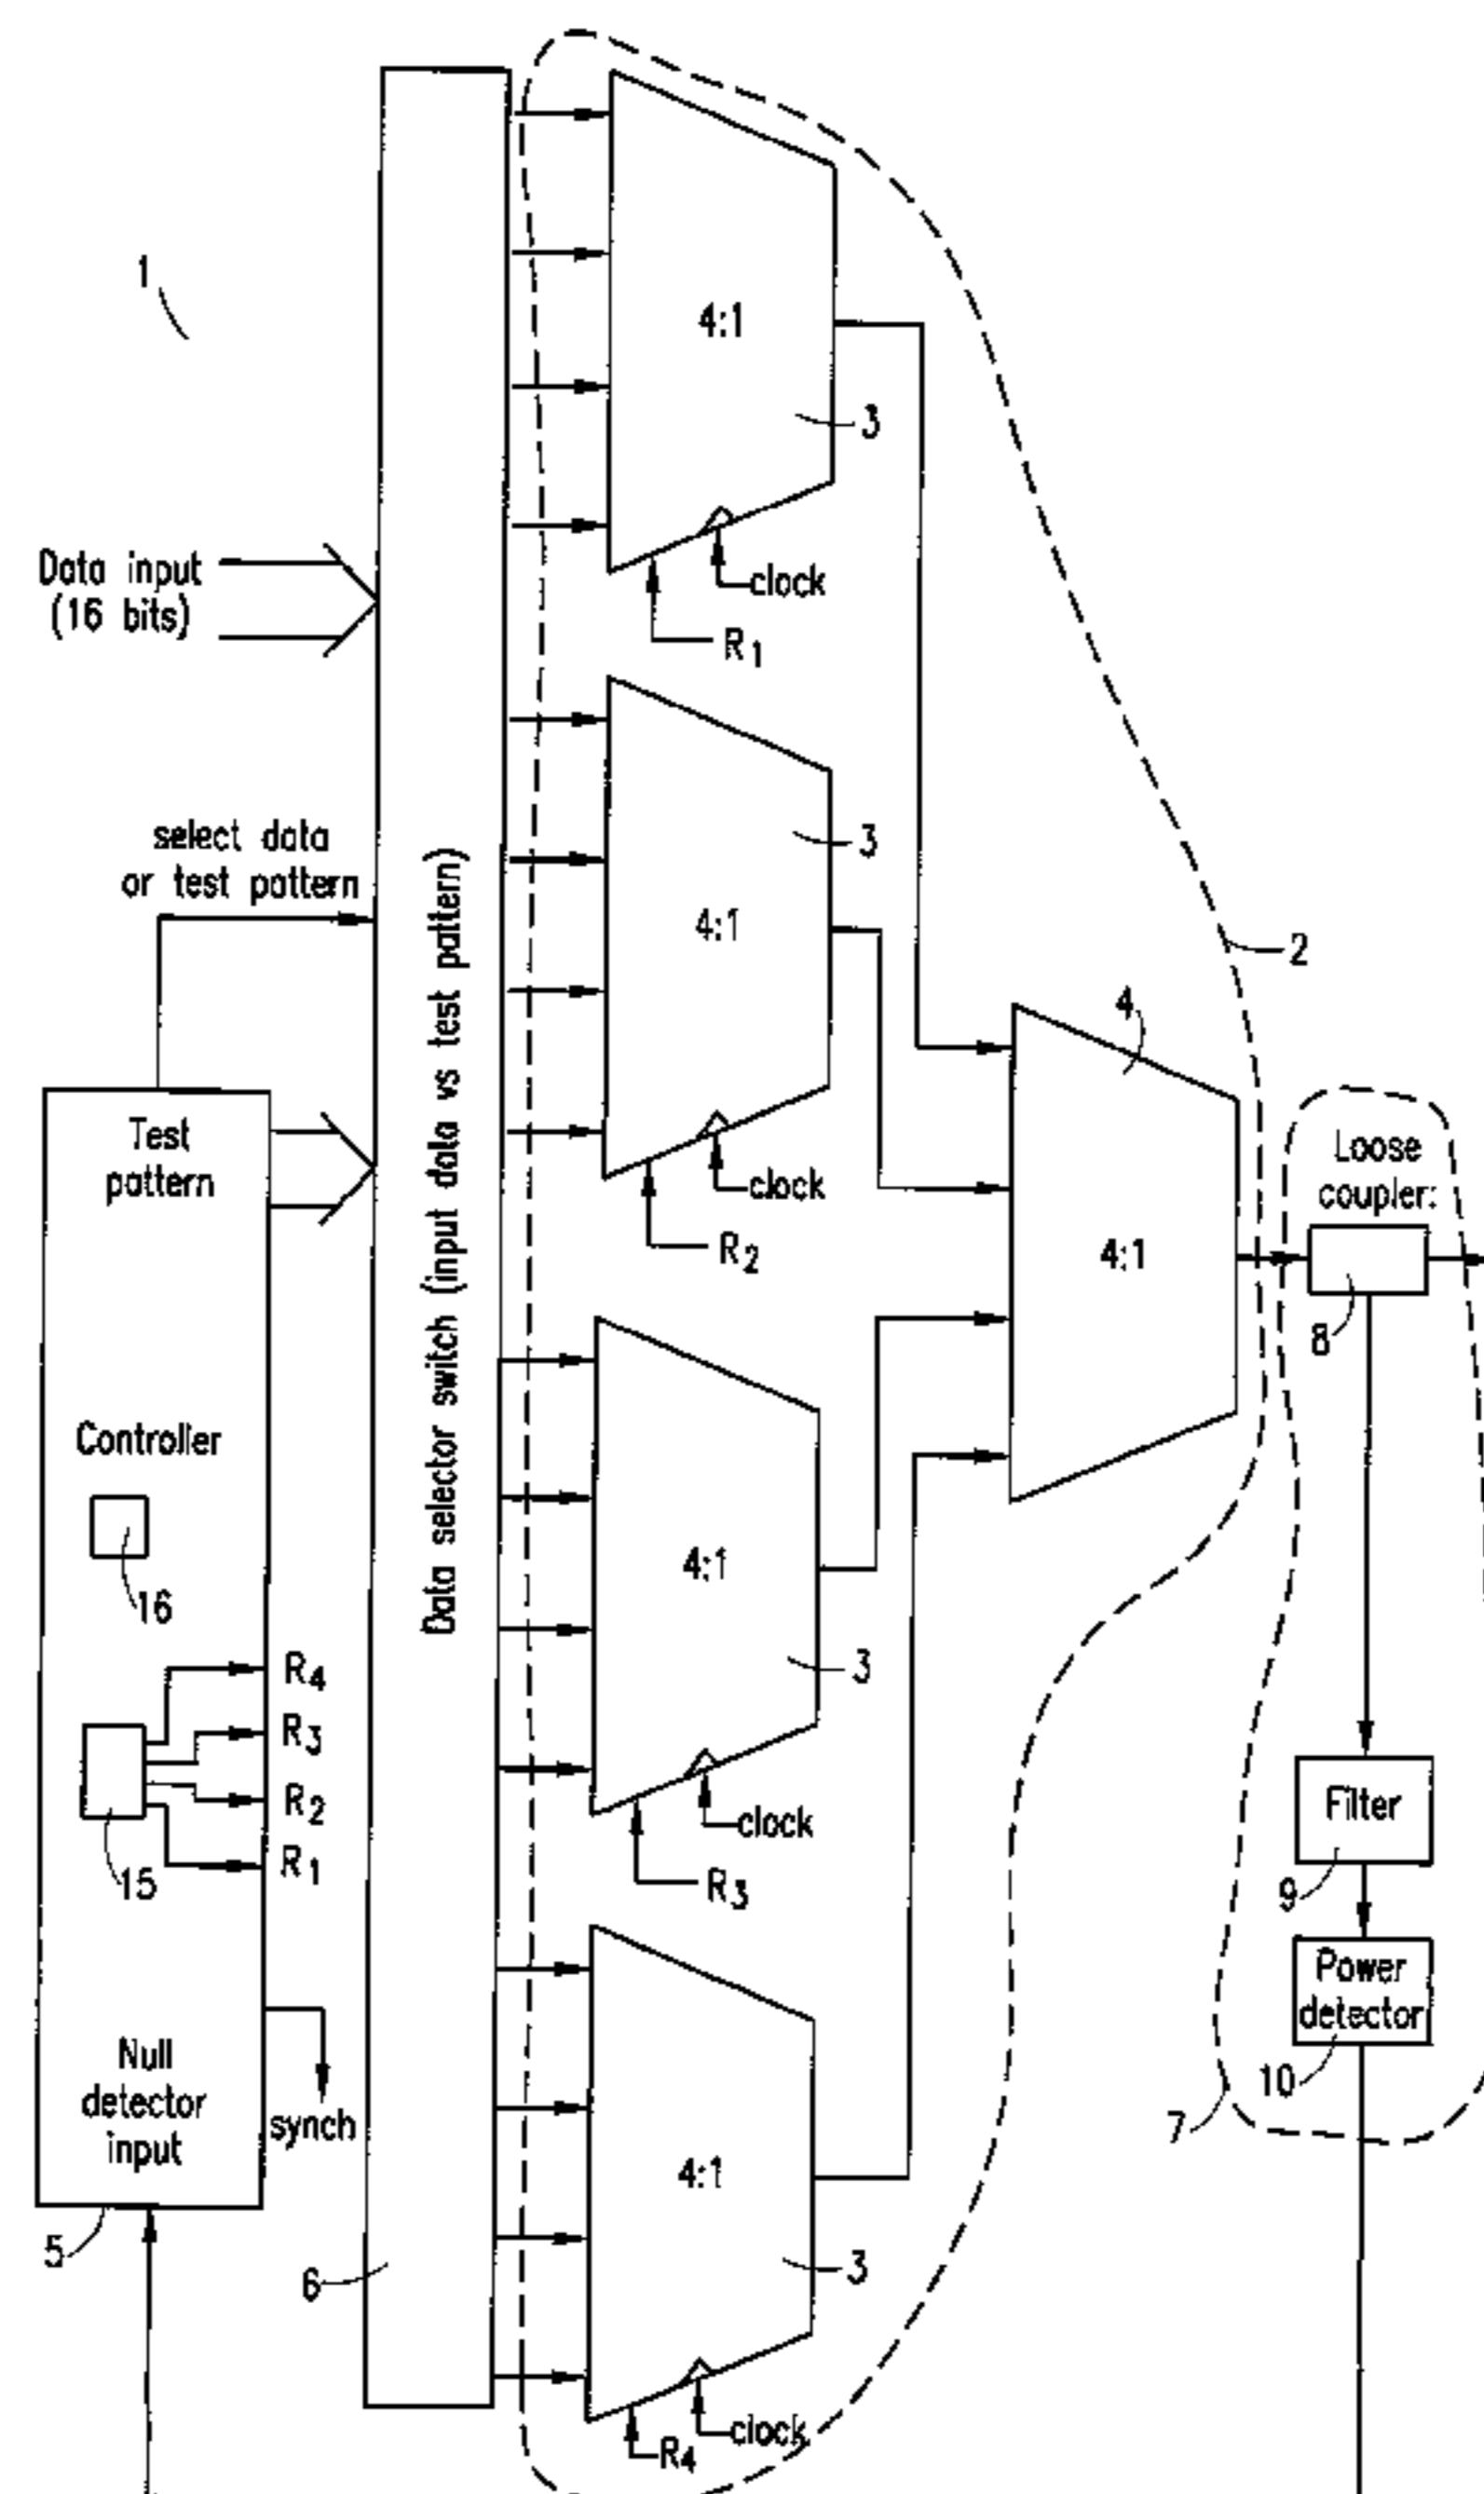 1
Data input
(16 bits)
select data
or test pattern
Test
pattern
Controller
16
R4
R3
R2
R1
15
Null
detector
input
synch
5
6
Data selector switch (input data vs test pattern)
4:1
3
clock
R1
3
4:1
clock
R2
4:1
3
clock
R3
4:1
3
clock
R4
2
4
4:1
Loose
coupler:
8
Filter
9
Power
detector
10
7